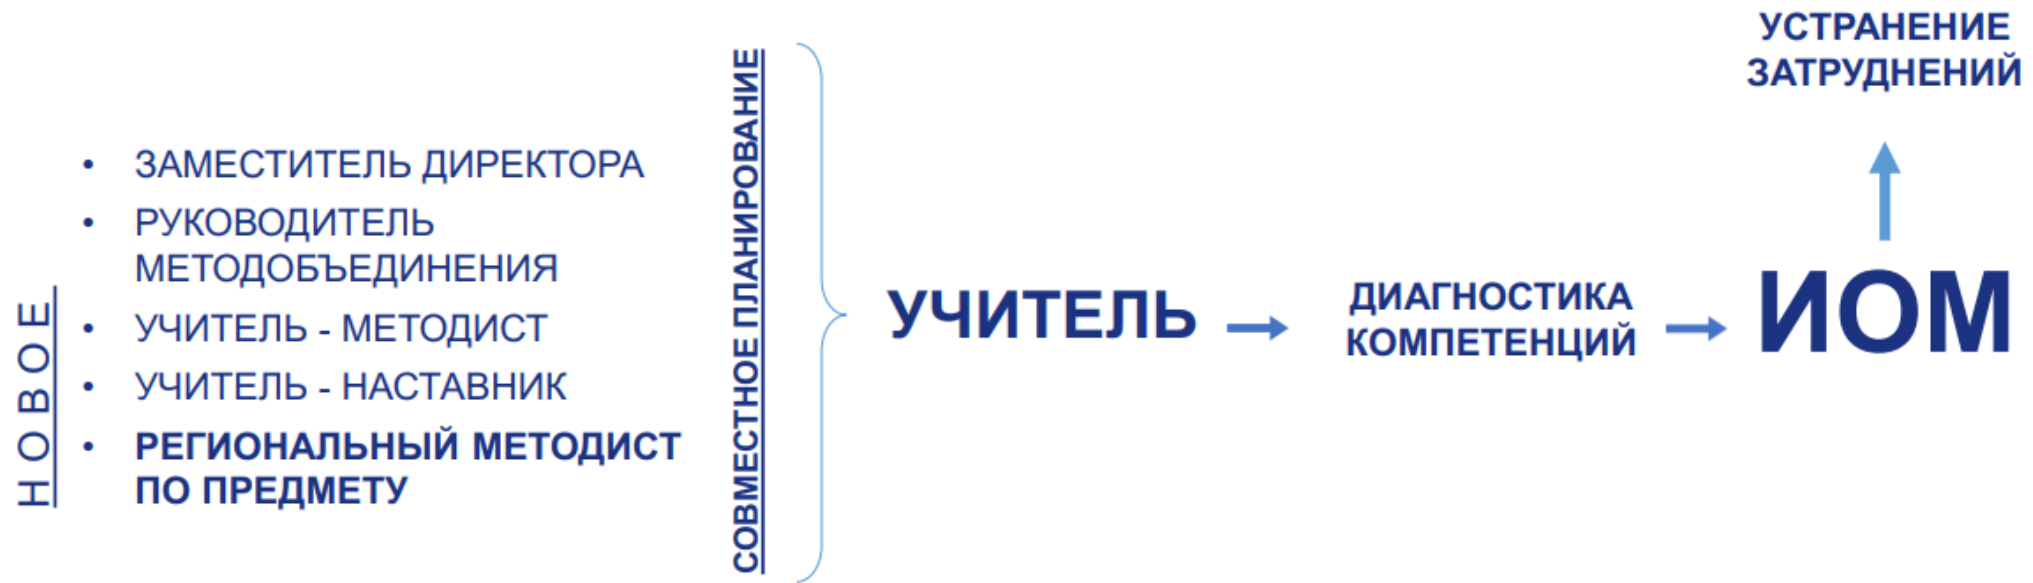 НОВОЕ
• ЗАМЕСТИТЕЛЬ ДИРЕКТОРА
• РУКОВОДИТЕЛЬ
МЕТОДОБЪЕДИНЕНИЯ
• УЧИТЕЛЬ - МЕТОДИСТ
• УЧИТЕЛЬ - НАСТАВНИК
• РЕГИОНАЛЬНЫЙ МЕТОДИСТ
ПО ПРЕДМЕТУ
СОВМЕСТНОЕ ПЛАНИРОВАНИЕ
УЧИТЕЛЬ
ДИАГНОСТИКА
КОМПЕТЕНЦИЙ
ИОМ
УСТРАНЕНИЕ
ЗАТРУДНЕНИЙ